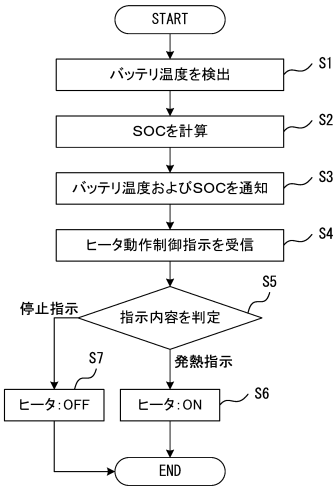 START
バッテリ温度を検出
S1
SOCを計算
S2
バッテリ温度およびSOCを通知
S3
ヒータ動作制御指示を受信
S4
指示内容を判定
S5
停止指示
発熱指示
S7
ヒータ:OFF
ヒータ:ON
S6
END